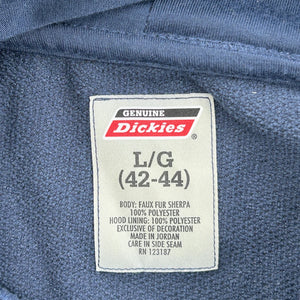 GENUINE
Dickies
L/G
(42-44)
BODY: FAUX FUR SHERPA
100% POLYESTER
HOOD LINING: 100% POLYESTER
EXCLUSIVE OF DECORATION
MADE IN JORDAN
CARE IN SIDE SEAM
RN 123187